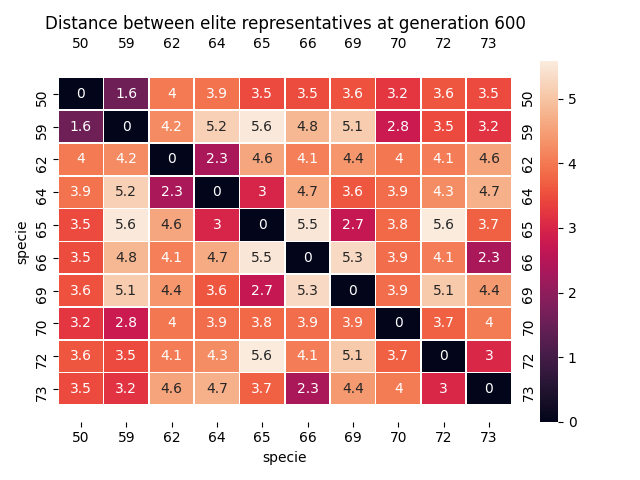 Distance between elite representatives at generation 600
50 59 62 64 65 66 69 70 72 73
50 0 1.6 4 3.9 3.5 3.5 3.6 3.2 3.6 3.5 50
59 1.6 0 4.2 5.2 5.6 4.8 5.1 2.8 3.5 3.2 59
62 4 4.2 0 2.3 4.6 4.1 4.4 4 4.1 4.6 62
64 3.9 5.2 2.3 0 3 4.7 3.6 3.9 4.3 4.7 64
65 3.5 5.6 4.6 3 0 5.5 2.7 3.8 5.6 3.7 65
66 3.5 4.8 4.1 4.7 5.5 0 5.3 3.9 4.1 2.3 66
69 3.6 5.1 4.4 3.6 2.7 5.3 0 3.9 5.1 4.4 69
70 3.2 2.8 4 3.9 3.8 3.9 3.9 0 3.7 4 70
72 3.6 3.5 4.1 4.3 5.6 4.1 5.1 3.7 0 3 72
73 3.5 3.2 4.6 4.7 3.7 2.3 4.4 4 3 0 73
50 59 62 64 65 66 69 70 72 73
specie
specie
5
4
3
2
1
0